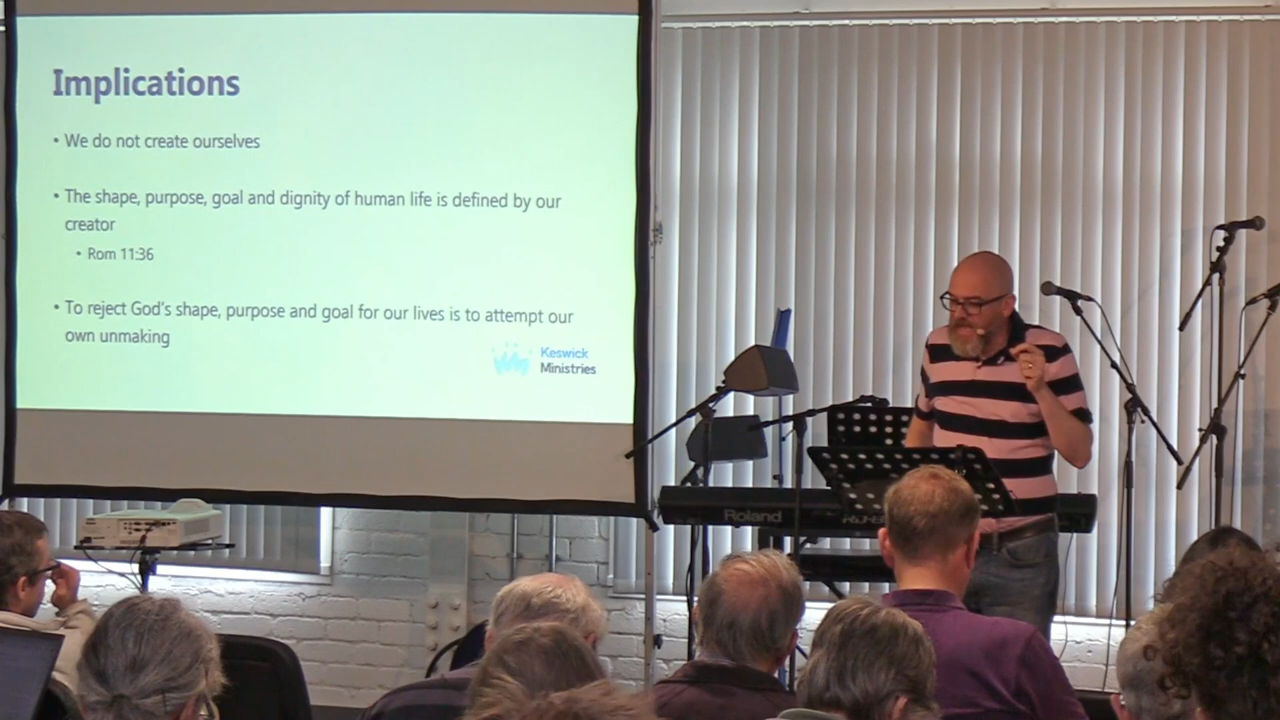 Implications
• We do not create ourselves
• The shape, purpose, goal and dignity of human life is defined by our
creator
• Rom 11:36
• To reject God's shape, purpose and goal for our lives is to attempt our
own unmaking
Keswick
Ministries
Roland